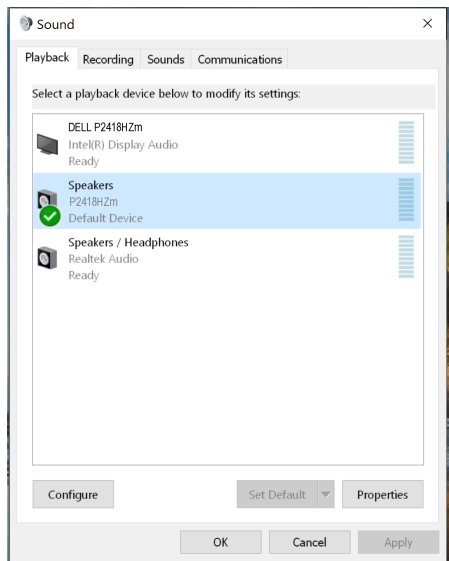 Sound
Playback Recording Sounds Communications
Select a playback device below to modify its settings:
DELL P2418HZm
Intel(R) Display Audio
Ready
Speakers
P2418HZm
Default Device
Speakers / Headphones
Realtek Audio
Ready
Configure Set Default Properties
OK Cancel Apply